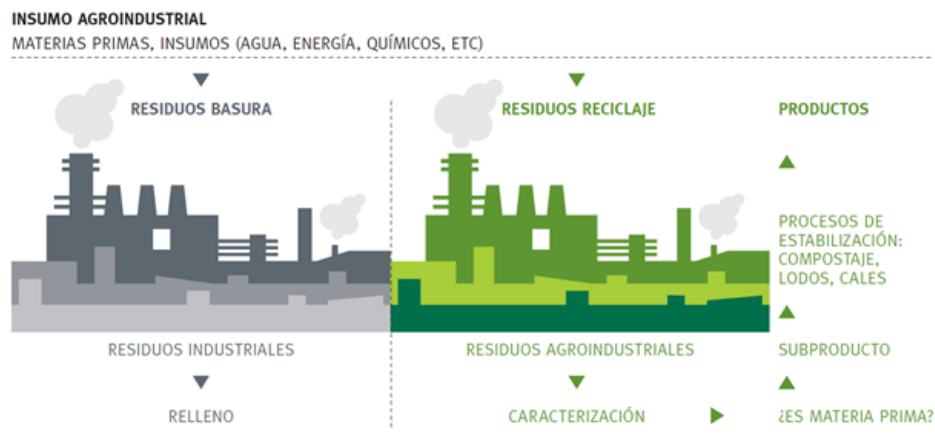 INSUMO AGROINDUSTRIAL
MATERIAS PRIMAS, INSUMOS (AGUA, ENERGÍA, QUÍMICOS, ETC)
RESIDUOS BASURA
RESIDUOS RECICLAJE
PRODUCTOS
PROCESOS DE
ESTABILIZACIÓN:
COMPOSTAJE,
LODOS, CALES
RESIDUOS INDUSTRIALES
RESIDUOS AGROINDUSTRIALES
SUBPRODUCTO
RELLENO
CARACTERIZACIÓN
¿ES MATERIA PRIMA?